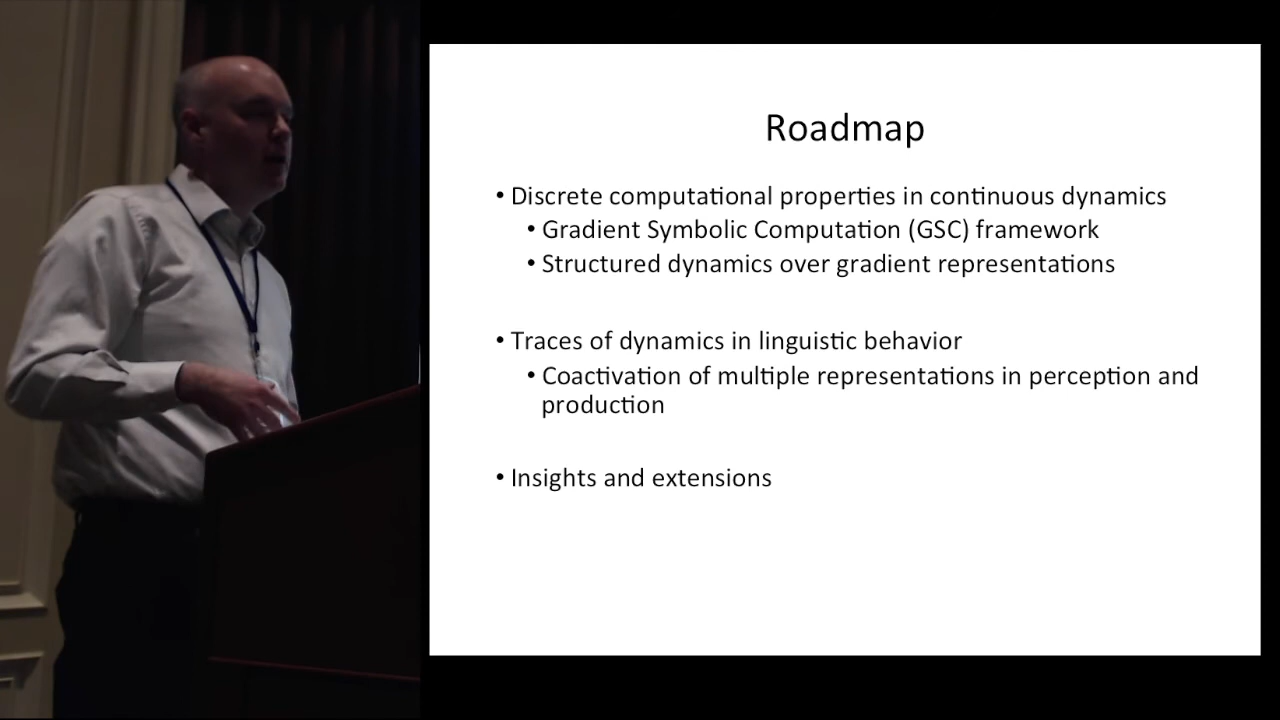 Roadmap
• Discrete computational properties in continuous dynamics
• Gradient Symbolic Computation (GSC) framework
• Structured dynamics over gradient representations
• Traces of dynamics in linguistic behavior
• Coactivation of multiple representations in perception and
production
• Insights and extensions